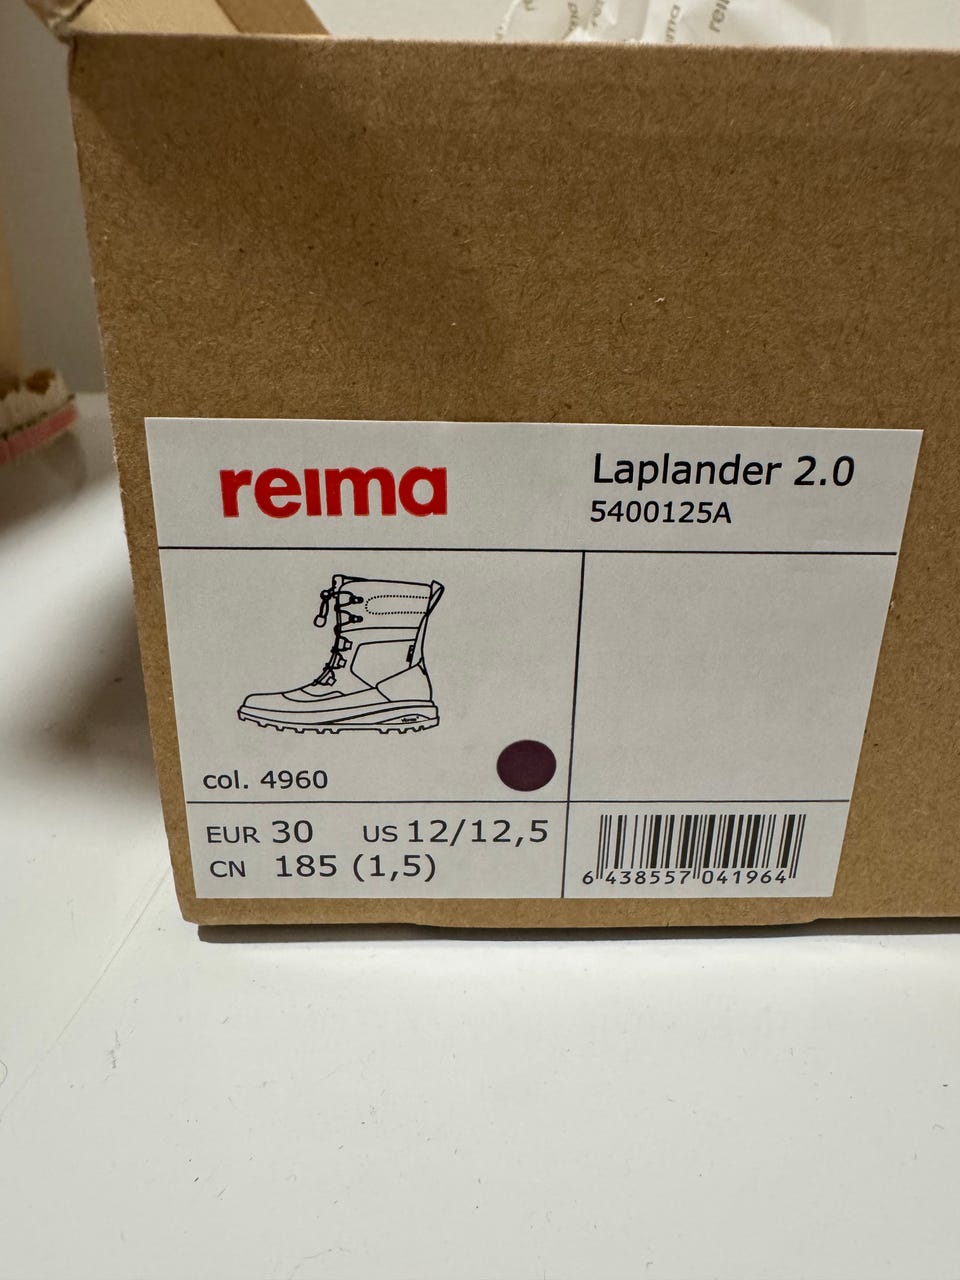 reima
Laplander 2.0
5400125A
col. 4960
EUR 30 US 12/12,5
CN 185 (1,5)
6 438557 041964